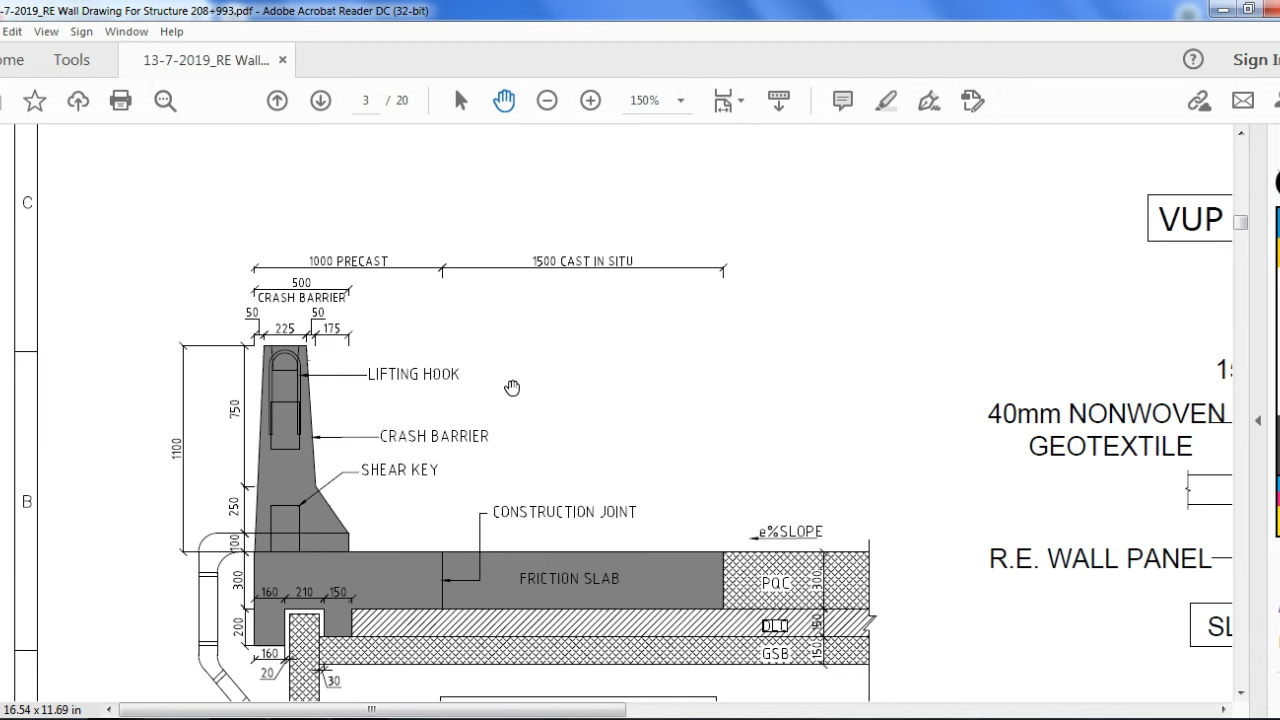 -7-2019_RE Wall Drawing For Structure 208+993.pdf - Adobe Acrobat Reader DC (32-bit)
Edit View Sign Window Help
ome Tools 13-7-2019_RE Wall... × ? Sign I
3 / 20 150%
C
VUP
1000 PRECAST 1500 CAST IN SITU
500
CRASH BARRIER
50 50
225 175
LIFTING HOOK
15
750
40mm NONWOVEN
GEOTEXTILE
CRASH BARRIER
1100
SHEAR KEY
B
250
CONSTRUCTION JOINT
e%SLOPE
100
R.E. WALL PANEL
300
FRICTION SLAB
PQC
300
160 210 150
200
DLC
150
SL
GSB
150
160
20
30
16.54 x 11.69 in